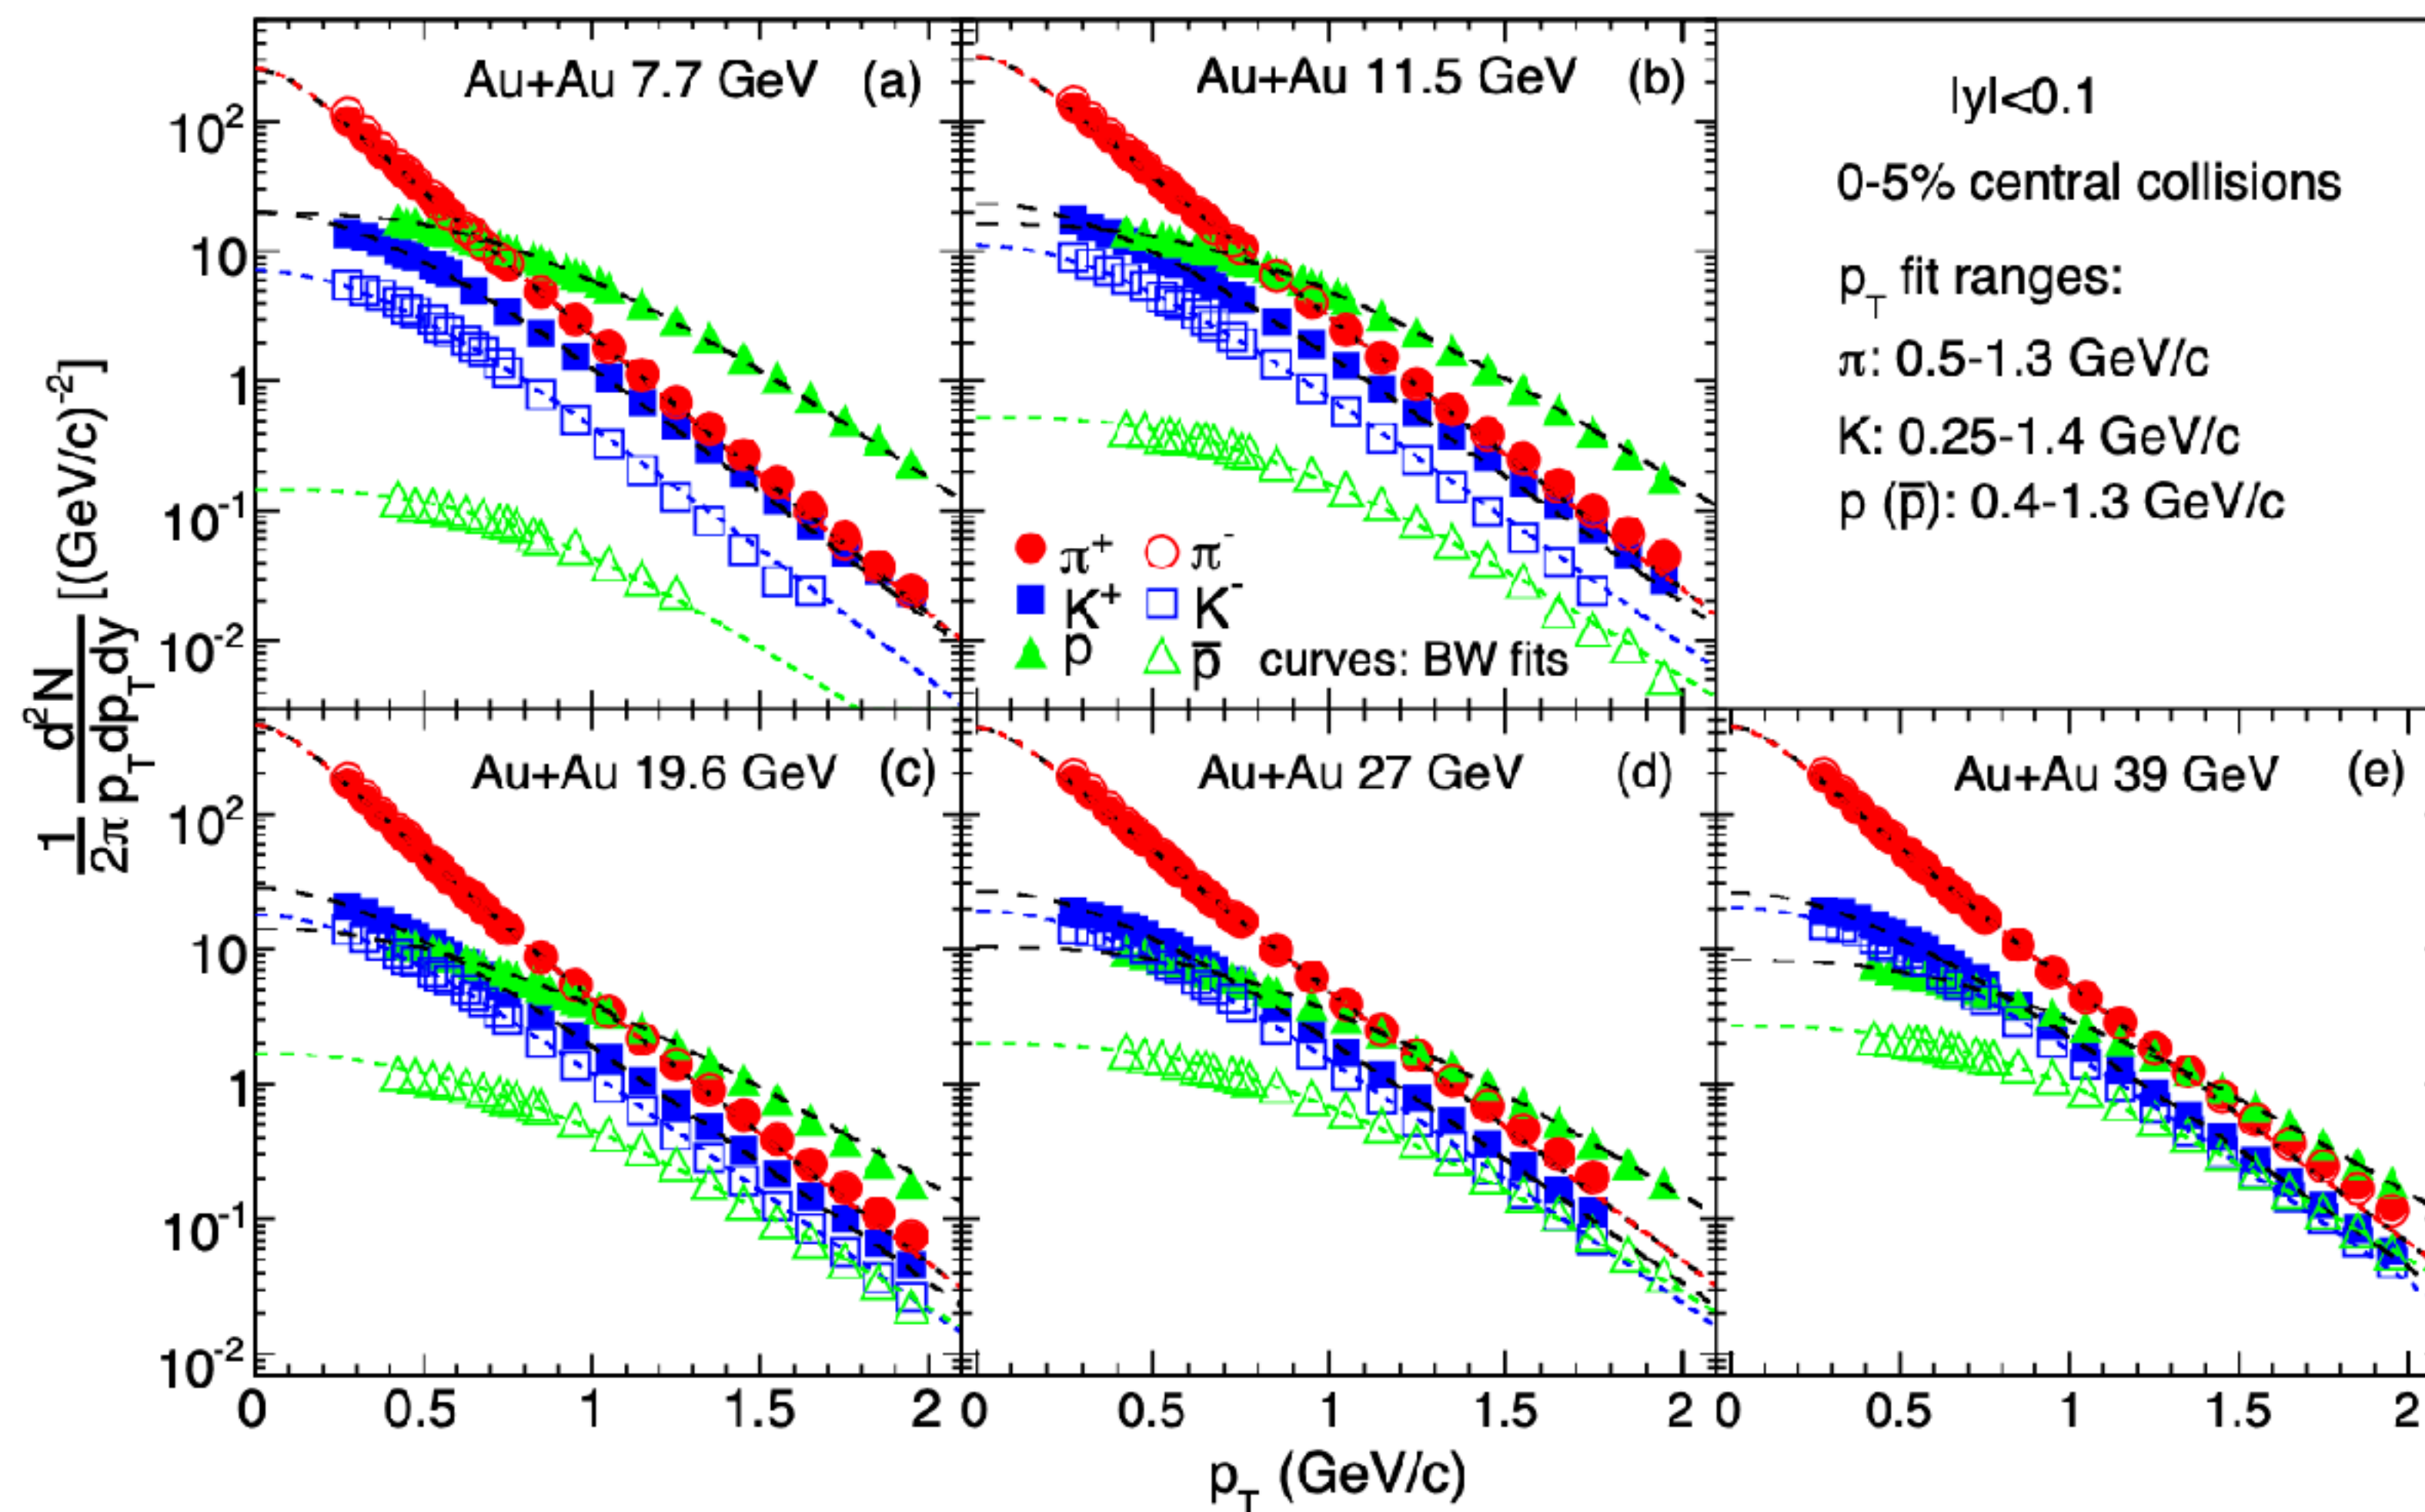 Au+Au 7.7 GeV (a)
Au+Au 11.5 GeV (b)
|y|<0.1
0-5% central collisions
p_T fit ranges:
π: 0.5-1.3 GeV/c
K: 0.25-1.4 GeV/c
p (p̄): 0.4-1.3 GeV/c
10²
10
1
10⁻¹
10⁻²
π⁺ π⁻
K⁺ K⁻
p p̄ curves: BW fits
1/2π d²N/p_T dp_T dy [(GeV/c)⁻²]
Au+Au 19.6 GeV (c)
Au+Au 27 GeV (d)
Au+Au 39 GeV (e)
10²
10
1
10⁻¹
10⁻²
0 0.5 1 1.5 2 0 0.5 1 1.5 2 0 0.5 1 1.5 2
p_T (GeV/c)